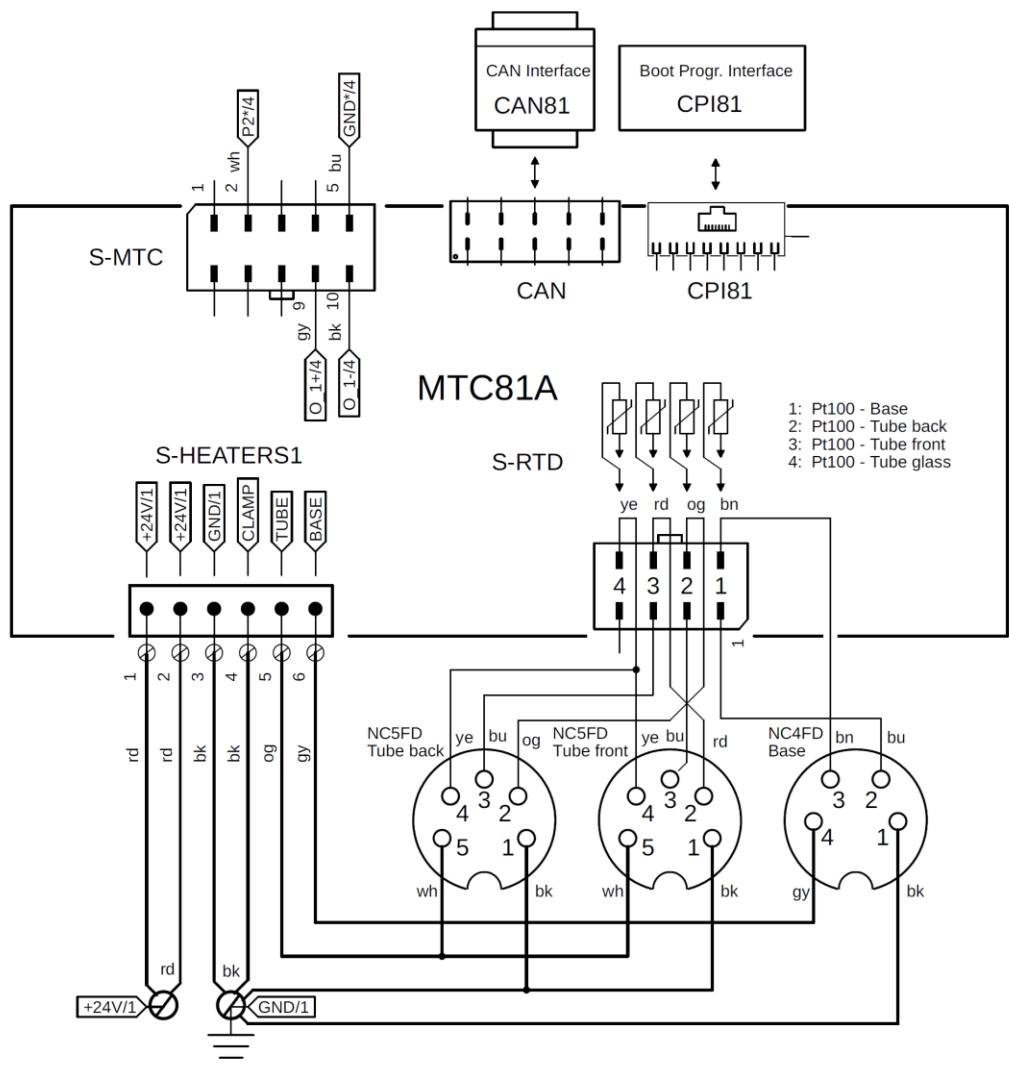 CAN Interface
CAN81
Boot Progr. Interface
CPI81
P2*/4
GND*/4
wh
bu
1
2
5
S-MTC
CAN
CPI81
9
10
gy
bk
O_1+/4
O_1-/4
MTC81A
1: Pt100 - Base
2: Pt100 - Tube back
3: Pt100 - Tube front
4: Pt100 - Tube glass
S-HEATERS1
S-RTD
+24V/1
+24V/1
GND/1
CLAMP
TUBE
BASE
ye rd og bn
4 3 2 1
1
1 2 3 4 5 6
rd rd bk bk og gy
NC5FD
Tube back
ye bu og
NC5FD
Tube front
ye bu rd
NC4FD
Base
bn bu
4 3 2
5 1
4 3 2
5 1
3 2
4 1
wh bk
wh bk
gy bk
rd
bk
+24V/1
GND/1